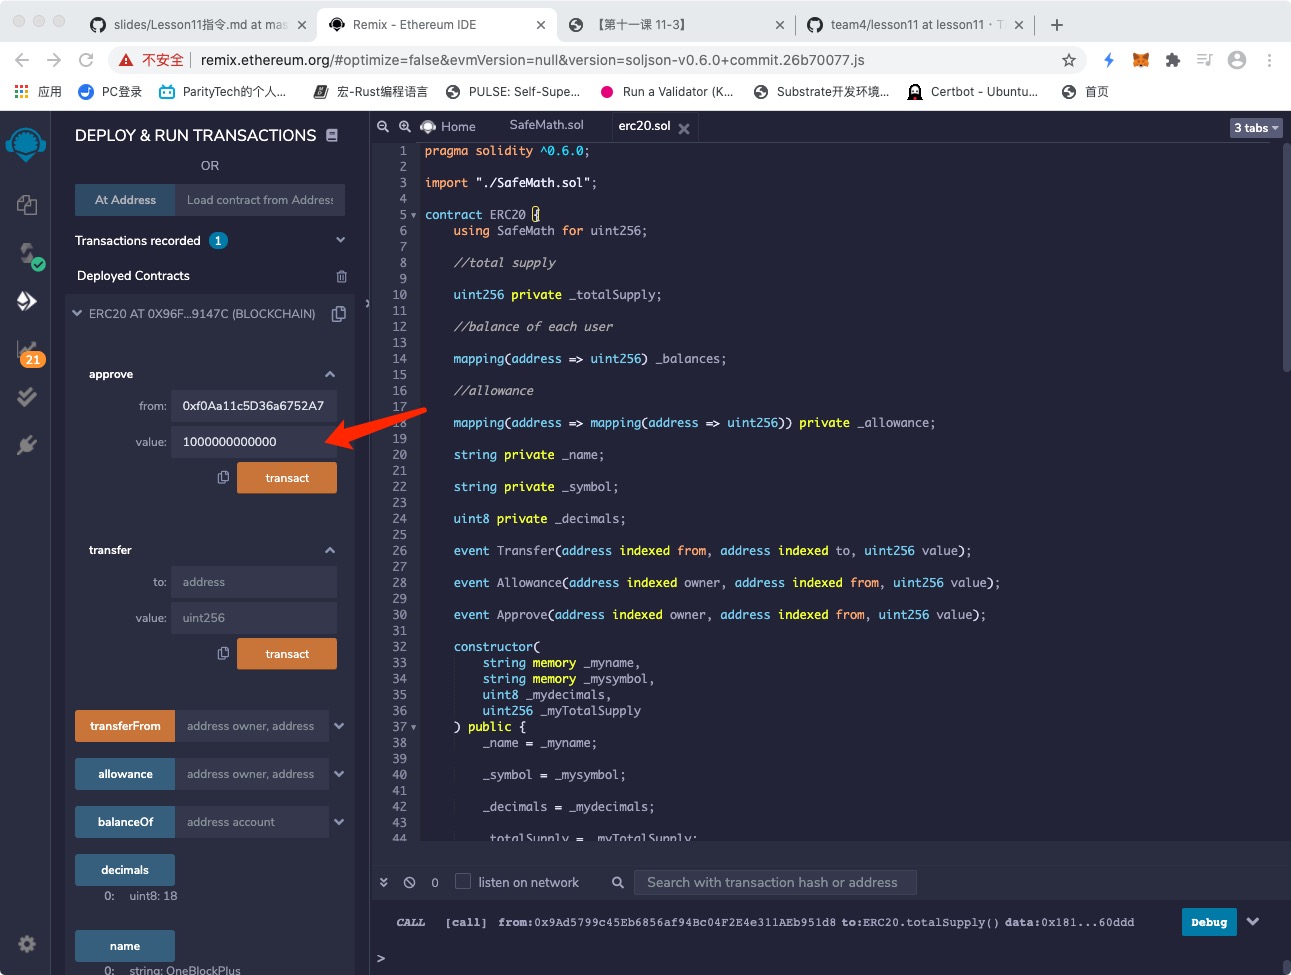 slides/Lesson11指令.md at mas
Remix - Ethereum IDE
【第十一课 11-3】
team4/lesson11 at lesson11 · T
不安全
remix.ethereum.org/#optimize=false&evmVersion=null&version=soljson-v0.6.0+commit.26b70077.js
应用
PC登录
ParityTech的个人...
宏-Rust编程语言
PULSE: Self-Supe...
Run a Validator (K...
Substrate开发环境...
Certbot - Ubuntu...
首页
DEPLOY & RUN TRANSACTIONS
OR
At Address
Load contract from Address
Transactions recorded 1
Deployed Contracts
ERC20 AT 0X96F...9147C (BLOCKCHAIN)
21
approve
from: 0xf0Aa11c5D36a6752A7
value: 1000000000000
transact
transfer
to: address
value: uint256
transact
transferFrom address owner, address
allowance address owner, address
balanceOf address account
decimals
0: uint8: 18
name
0: string: OneBlockPlus
Home
SafeMath.sol
erc20.sol
3 tabs
1 pragma solidity ^0.6.0;
2
3 import "./SafeMath.sol";
4
5 contract ERC20 {
6 using SafeMath for uint256;
7
8 //total supply
9
10 uint256 private _totalSupply;
11
12 //balance of each user
13
14 mapping(address => uint256) _balances;
15
16 //allowance
17
18 mapping(address => mapping(address => uint256)) private _allowance;
19
20 string private _name;
21
22 string private _symbol;
23
24 uint8 private _decimals;
25
26 event Transfer(address indexed from, address indexed to, uint256 value);
27
28 event Allowance(address indexed owner, address indexed from, uint256 value);
29
30 event Approve(address indexed owner, address indexed from, uint256 value);
31
32 constructor(
33 string memory _myname,
34 string memory _mysymbol,
35 uint8 _mydecimals,
36 uint256 _myTotalSupply
37 ) public {
38 _name = _myname;
39
40 _symbol = _mysymbol;
41
42 _decimals = _mydecimals;
43
44 _totalSupply = _myTotalSupply;
0
listen on network
Search with transaction hash or address
CALL [call] from:0x9Ad5799c45Eb6856af94Bc04F2E4e311AEb951d8 to:ERC20.totalSupply() data:0x181...60ddd
Debug
>